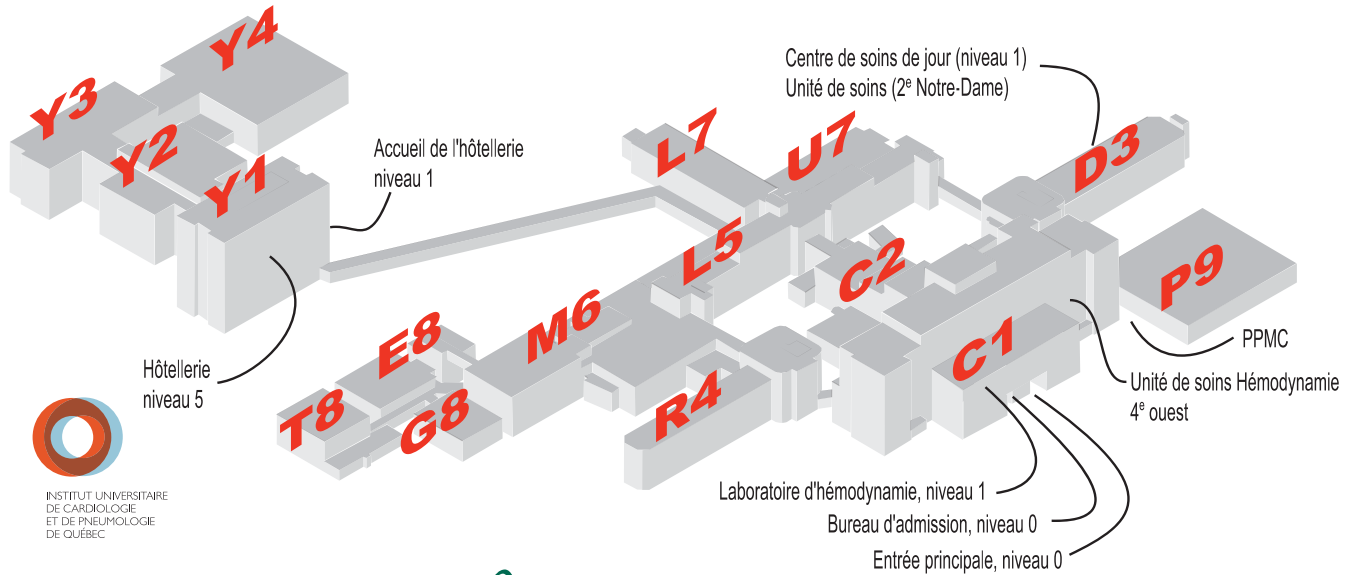 Y4
Y3
Y2
Y1
Accueil de l'hôtellerie
niveau 1
Hôtellerie
niveau 5
L7
U7
Centre de soins de jour (niveau 1)
Unité de soins (2e Notre-Dame)
D3
L5
C2
P9
M6
E8
C1
PPMC
T8
G8
R4
Unité de soins Hémodynamie
4e ouest
Laboratoire d'hémodynamie, niveau 1
Bureau d'admission, niveau 0
Entrée principale, niveau 0
INSTITUT UNIVERSITAIRE
DE CARDIOLOGIE
ET DE PNEUMOLOGIE
DE QUÉBEC